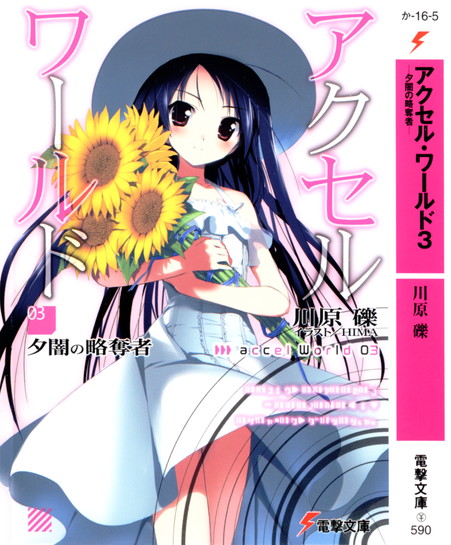 アクセル
ワールド
03
夕闇の略奪者
川原 礫
イラスト/HIMA
accel World 03
電撃文庫
か-16-5
アクセル・ワールド3
―夕闇の略奪者―
川原 礫
電撃文庫
¥
590